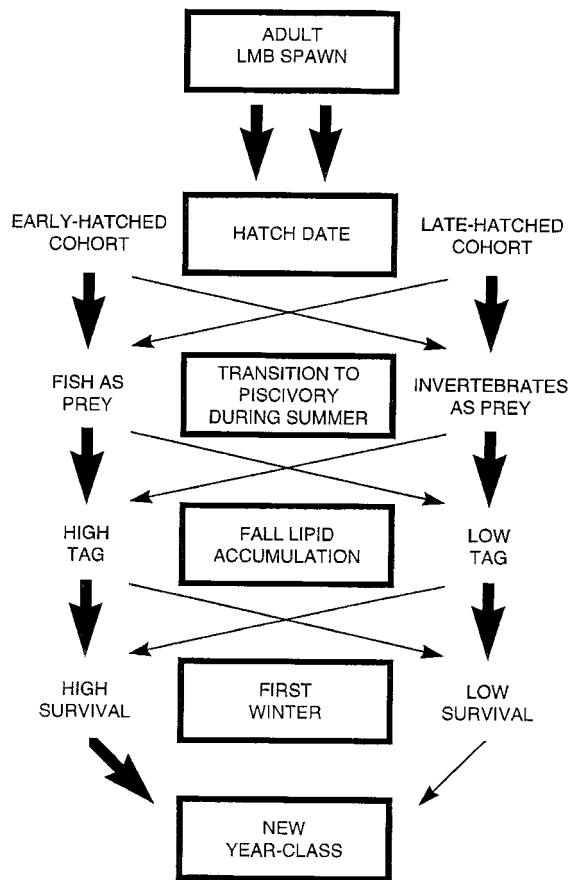 ADULT
LMB SPAWN
EARLY-HATCHED
COHORT
HATCH DATE
LATE-HATCHED
COHORT
FISH AS
PREY
TRANSITION TO
PISCIVORY
DURING SUMMER
INVERTEBRATES
AS PREY
HIGH
TAG
FALL LIPID
ACCUMULATION
LOW
TAG
HIGH
SURVIVAL
FIRST
WINTER
LOW
SURVIVAL
NEW
YEAR-CLASS